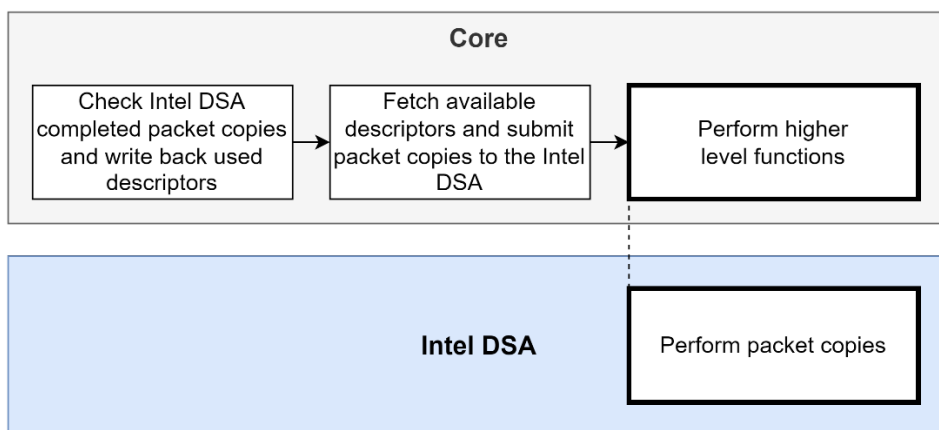 Core
Check Intel DSA
completed packet copies
and write back used
descriptors
Fetch available
descriptors and submit
packet copies to the Intel
DSA
Perform higher
level functions
Intel DSA
Perform packet copies